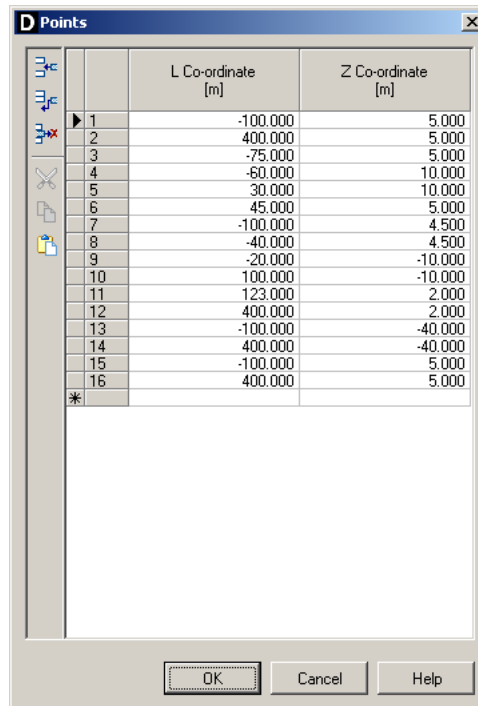 D Points
L Co-ordinate Z Co-ordinate
[m] [m]
1 -100.000 5.000
2 400.000 5.000
3 -75.000 5.000
4 -60.000 10.000
5 30.000 10.000
6 45.000 5.000
7 -100.000 4.500
8 -40.000 4.500
9 -20.000 -10.000
10 100.000 -10.000
11 123.000 2.000
12 400.000 2.000
13 -100.000 -40.000
14 400.000 -40.000
15 -100.000 5.000
16 400.000 5.000
OK Cancel Help